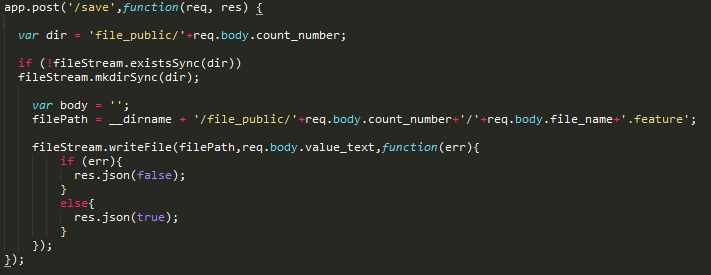 app.post('/save',function(req, res) {
var dir = 'file_public/'+req.body.count_number;
if (!fileStream.existsSync(dir))
fileStream.mkdirSync(dir);
var body = '';
filePath = __dirname + '/file_public/'+req.body.count_number+'/'+req.body.file_name+'.feature';
fileStream.writeFile(filePath,req.body.value_text,function(err){
if (err){
res.json(false);
}
else{
res.json(true);
}
});
});